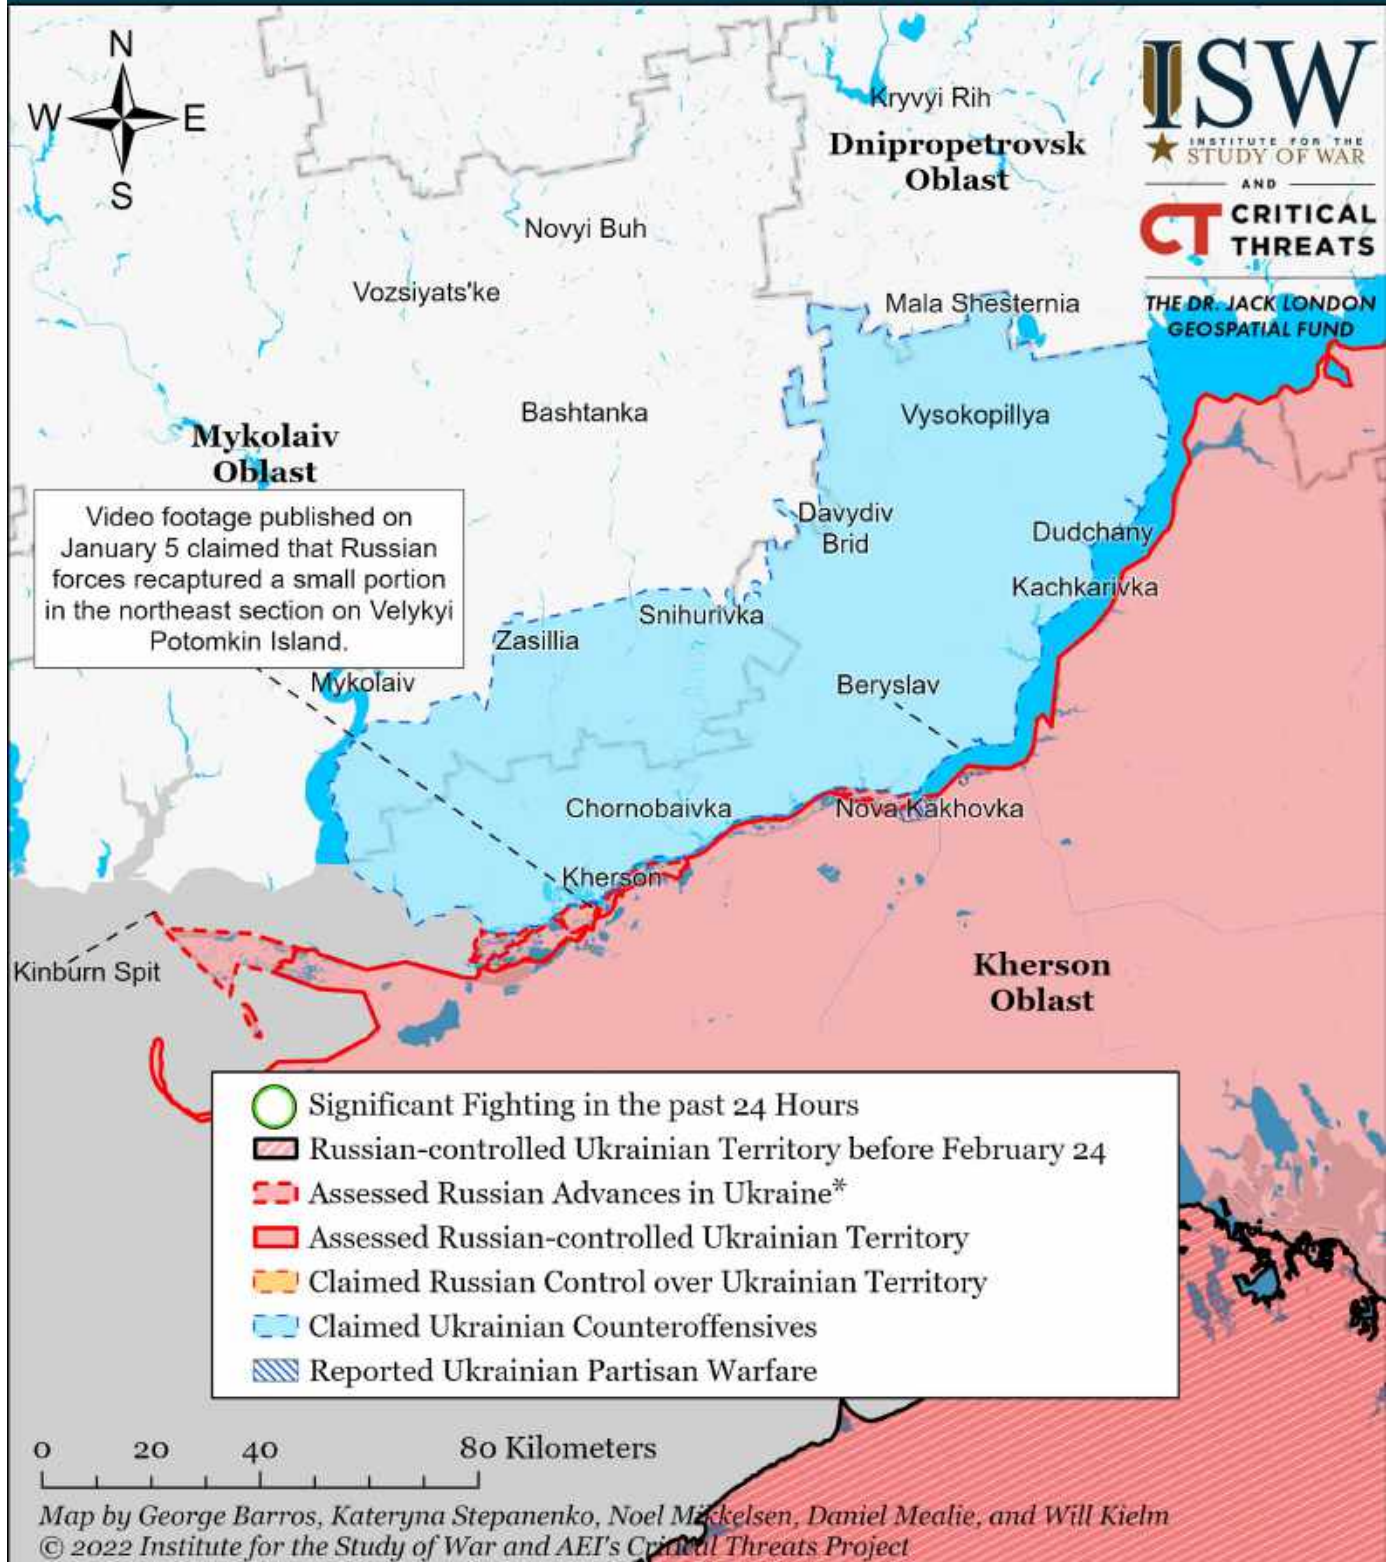 N
W E
S
ISW
INSTITUTE FOR THE
STUDY OF WAR
AND
CT CRITICAL
THREATS
THE DR. JACK LONDON
GEOSPATIAL FUND
Kryvyi Rih
Dnipropetrovsk
Oblast
Novyi Buh
Vozsiyats'ke
Mala Shesternia
Bashtanka
Vysokopillya
Mykolaiv
Oblast
Video footage published on
January 5 claimed that Russian
forces recaptured a small portion
in the northeast section on Velykyi
Potomkin Island.
Davydiv
Brid
Dudchany
Kachkarivka
Snihurivka
Zasillia
Mykolaiv
Beryslav
Chornobaivka
Nova Kakhovka
Kherson
Kinburn Spit
Kherson
Oblast
Significant Fighting in the past 24 Hours
Russian-controlled Ukrainian Territory before February 24
Assessed Russian Advances in Ukraine*
Assessed Russian-controlled Ukrainian Territory
Claimed Russian Control over Ukrainian Territory
Claimed Ukrainian Counteroffensives
Reported Ukrainian Partisan Warfare
0 20 40 80 Kilometers
Map by George Barros, Kateryna Stepanenko, Noel Mikkelsen, Daniel Mealie, and Will Kielm
© 2022 Institute for the Study of War and AEI's Critical Threats Project